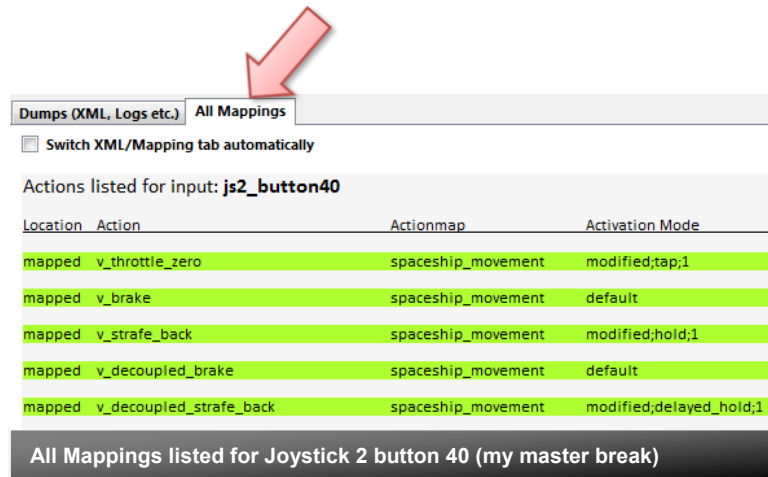 Dumps (XML, Logs etc.) All Mappings
Switch XML/Mapping tab automatically
Actions listed for input: js2_button40
Location Action Actionmap Activation Mode
mapped v_throttle_zero spaceship_movement modified;tap;1
mapped v_brake spaceship_movement default
mapped v_strafe_back spaceship_movement modified;hold;1
mapped v_decoupled_brake spaceship_movement default
mapped v_decoupled_strafe_back spaceship_movement modified;delayed_hold;1
All Mappings listed for Joystick 2 button 40 (my master break)